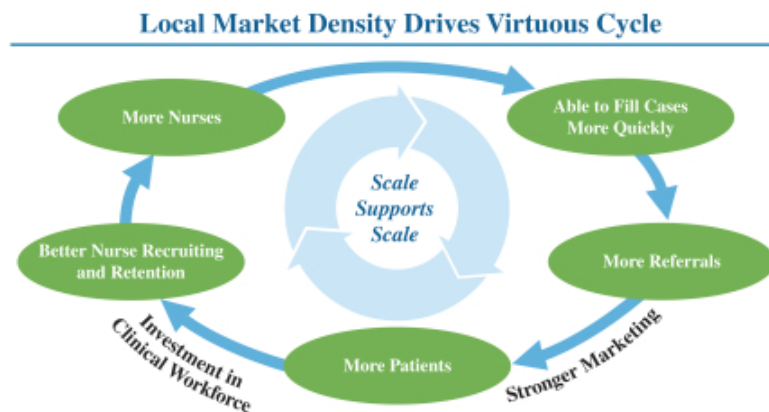 Local Market Density Drives Virtuous Cycle
More Nurses
Able to Fill Cases
More Quickly
Scale
Supports
Scale
Better Nurse Recruiting
and Retention
More Referrals
Investment in
Clinical Workforce
More Patients
Stronger Marketing